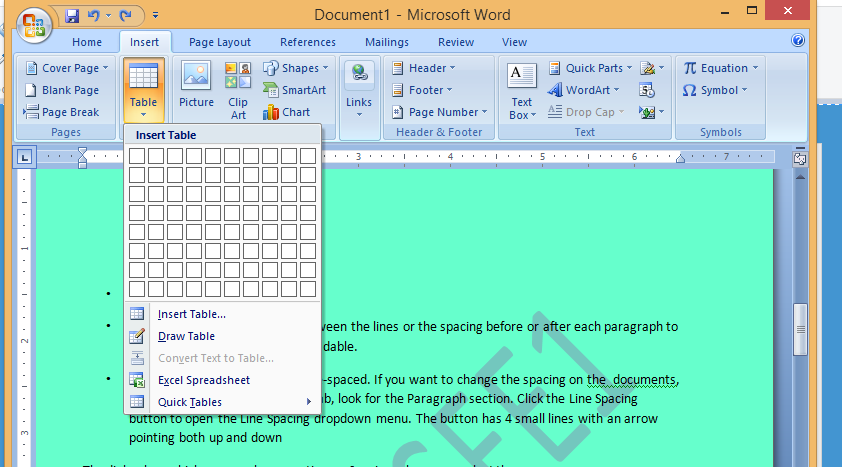 Document1 - Microsoft Word
Home Insert Page Layout References Mailings Review View
Cover Page
Blank Page
Page Break
Pages
Table
Picture
Clip
Art
Shapes
SmartArt
Chart
Links
Header
Footer
Page Number
Header & Footer
Text
Box
Quick Parts
WordArt
Drop Cap
Text
Equation
Symbol
Symbols
Insert Table
3 4 5 6 7
1
2
3
Insert Table...
Draw Table
Convert Text to Table...
Excel Spreadsheet
Quick Tables
the lines or the spacing before or after each paragraph to
-spaced. If you want to change the spacing on the documents,
look for the Paragraph section. Click the Line Spacing
button to open the Line Spacing dropdown menu. The button has 4 small lines with an arrow
pointing both up and down